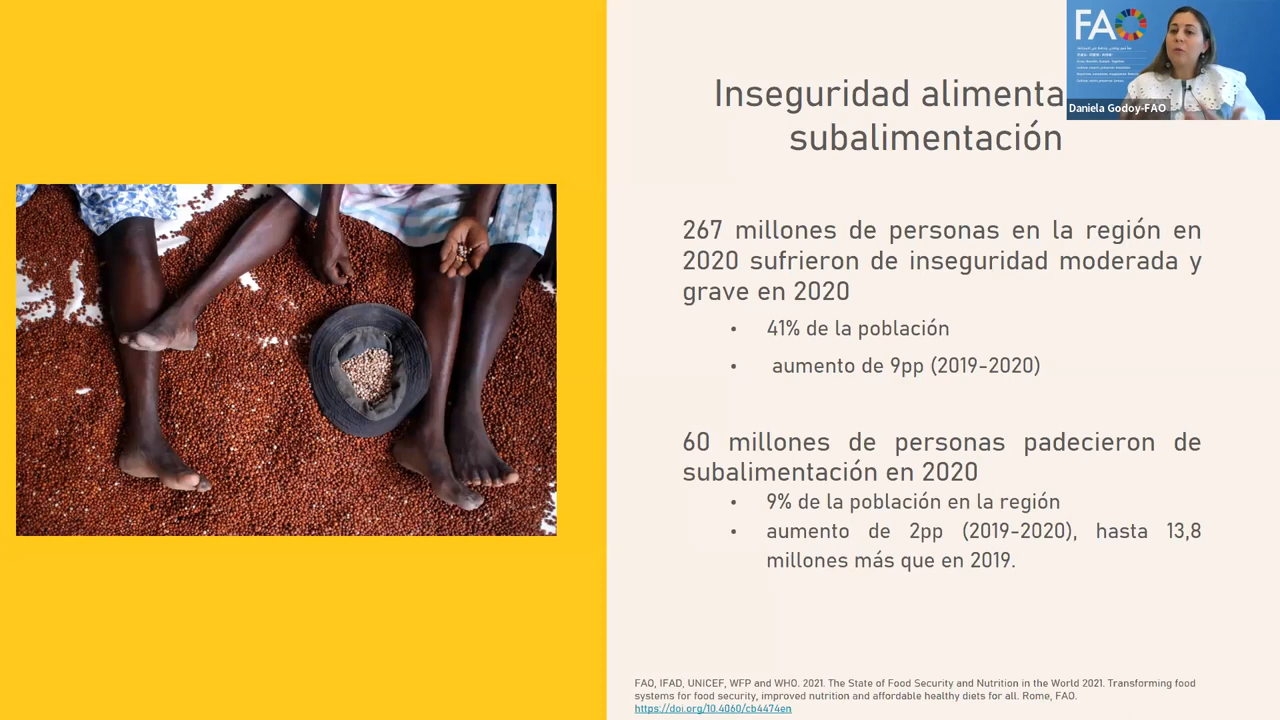 FAO
Daniela Godoy-FAO
Inseguridad alimenta
subalimentación
267 millones de personas en la región en
2020 sufrieron de inseguridad moderada y
grave en 2020
• 41% de la población
• aumento de 9pp (2019-2020)
60 millones de personas padecieron de
subalimentación en 2020
• 9% de la población en la región
• aumento de 2pp (2019-2020), hasta 13,8
millones más que en 2019.
FAO, IFAD, UNICEF, WFP and WHO. 2021. The State of Food Security and Nutrition in the World 2021. Transforming food
systems for food security, improved nutrition and affordable healthy diets for all. Rome, FAO.
https://doi.org/10.4060/cb4474en